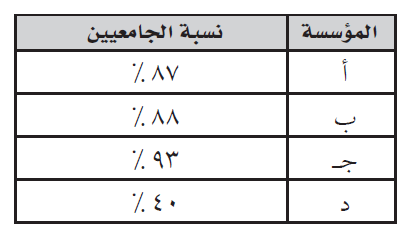 المؤسسة نسبة الجامعيين
أ ٨٧ ٪
ب ٨٨ ٪
جـ ٩٣ ٪
د ٤٠ ٪